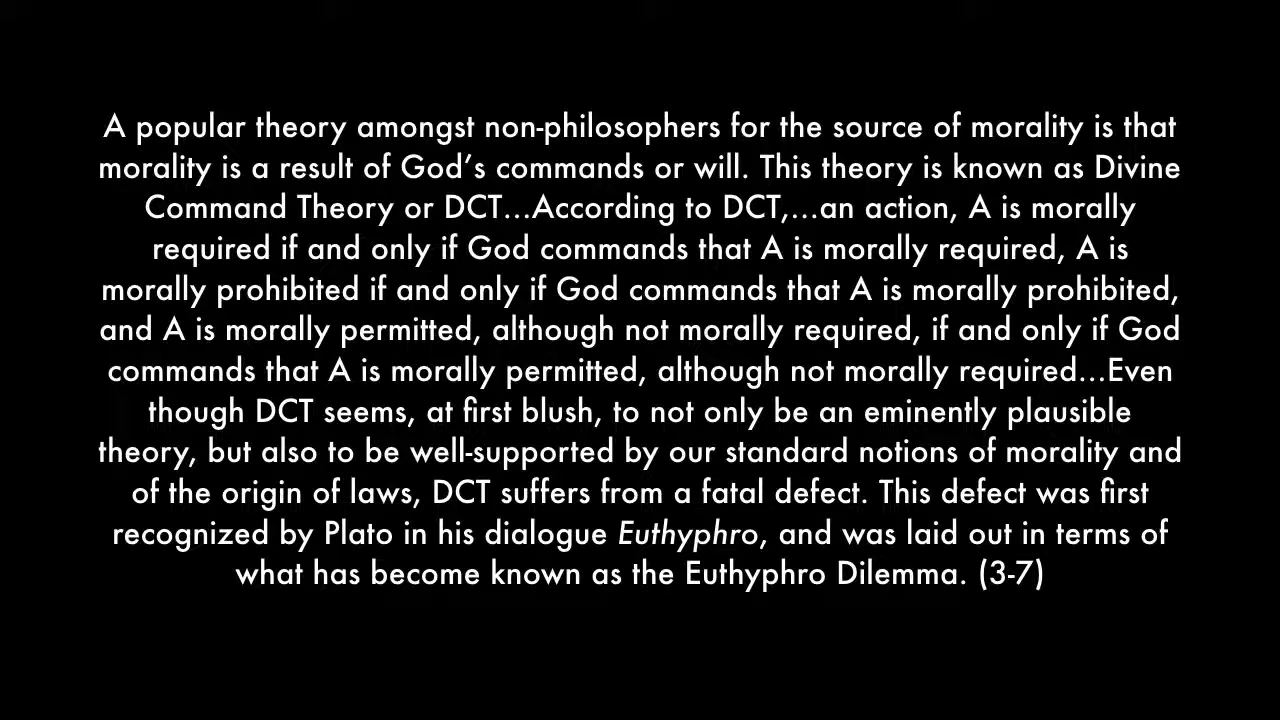 A popular theory amongst non-philosophers for the source of morality is that
morality is a result of God’s commands or will. This theory is known as Divine
Command Theory or DCT...According to DCT,...an action, A is morally
required if and only if God commands that A is morally required, A is
morally prohibited if and only if God commands that A is morally prohibited,
and A is morally permitted, although not morally required, if and only if God
commands that A is morally permitted, although not morally required...Even
though DCT seems, at first blush, to not only be an eminently plausible
theory, but also to be well-supported by our standard notions of morality and
of the origin of laws, DCT suffers from a fatal defect. This defect was first
recognized by Plato in his dialogue Euthyphro, and was laid out in terms of
what has become known as the Euthyphro Dilemma. (3-7)